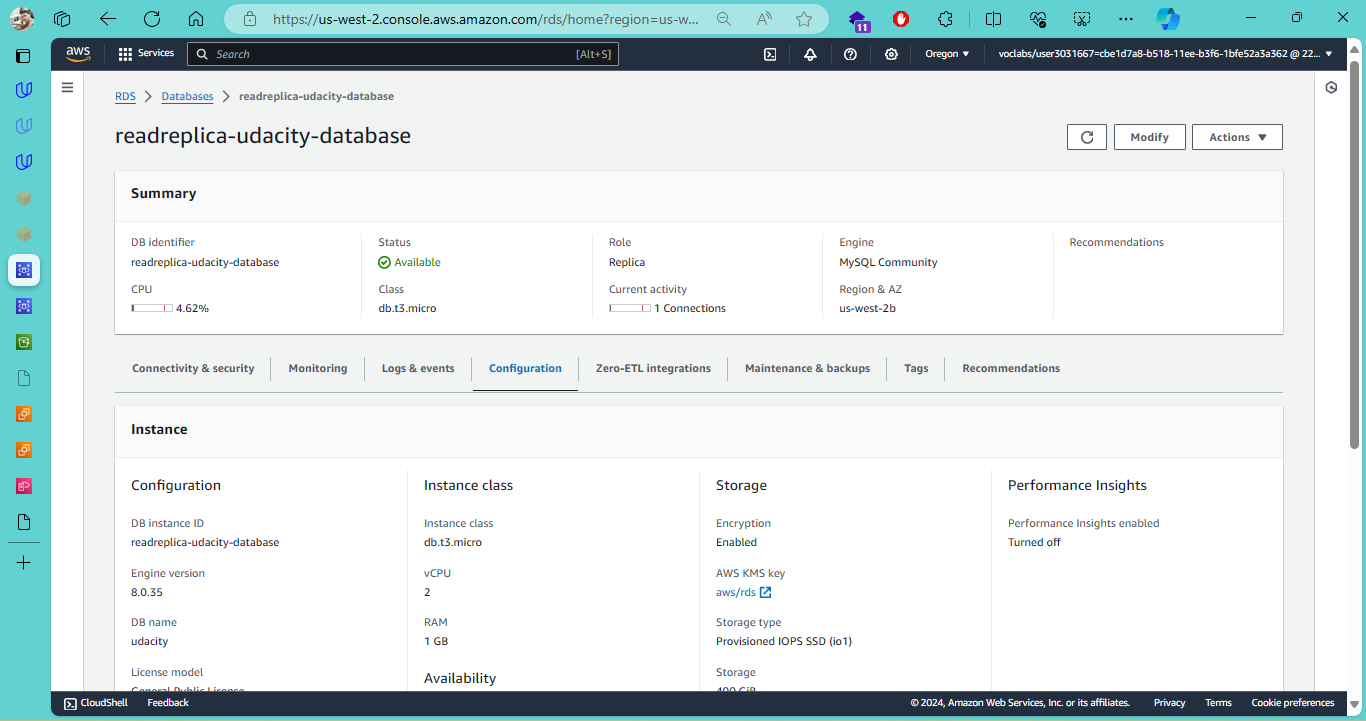 https://us-west-2.console.aws.amazon.com/rds/home?region=us-w...
11
aws
Services
Search
[Alt+S]
Oregon
voclabs/user3031667=cbe1d7a8-b518-11ee-b3f6-1bfe52a3a362 @ 22...
RDS > Databases > readreplica-udacity-database
readreplica-udacity-database
Modify
Actions
Summary
DB identifier
readreplica-udacity-database
CPU
4.62%
Status
Available
Class
db.t3.micro
Role
Replica
Current activity
1 Connections
Engine
MySQL Community
Region & AZ
us-west-2b
Recommendations
Connectivity & security
Monitoring
Logs & events
Configuration
Zero-ETL integrations
Maintenance & backups
Tags
Recommendations
Instance
Configuration
DB instance ID
readreplica-udacity-database
Engine version
8.0.35
DB name
udacity
License model
General Public License
Instance class
Instance class
db.t3.micro
vCPU
2
RAM
1 GB
Availability
Storage
Encryption
Enabled
AWS KMS key
aws/rds
Storage type
Provisioned IOPS SSD (io1)
Storage
400 GiB
Performance Insights
Performance Insights enabled
Turned off
CloudShell
Feedback
© 2024, Amazon Web Services, Inc. or its affiliates.
Privacy
Terms
Cookie preferences